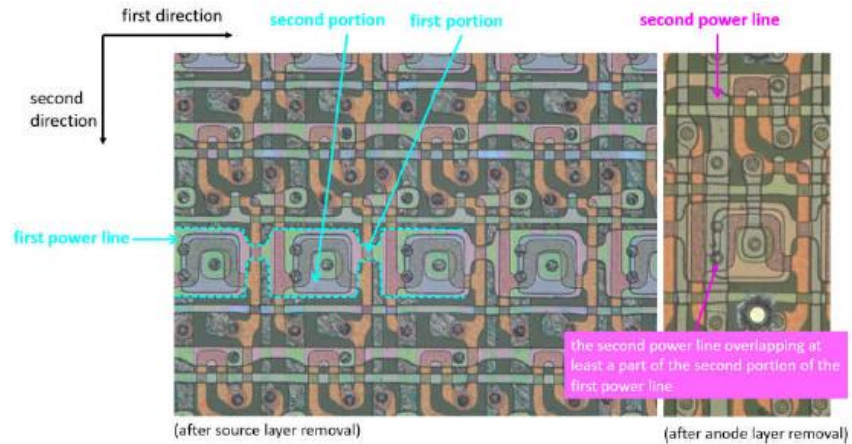 first direction
second portion
first portion
second power line
second
direction
first power line
the second power line overlapping at
least a part of the second portion of the
first power line
(after source layer removal)
(after anode layer removal)